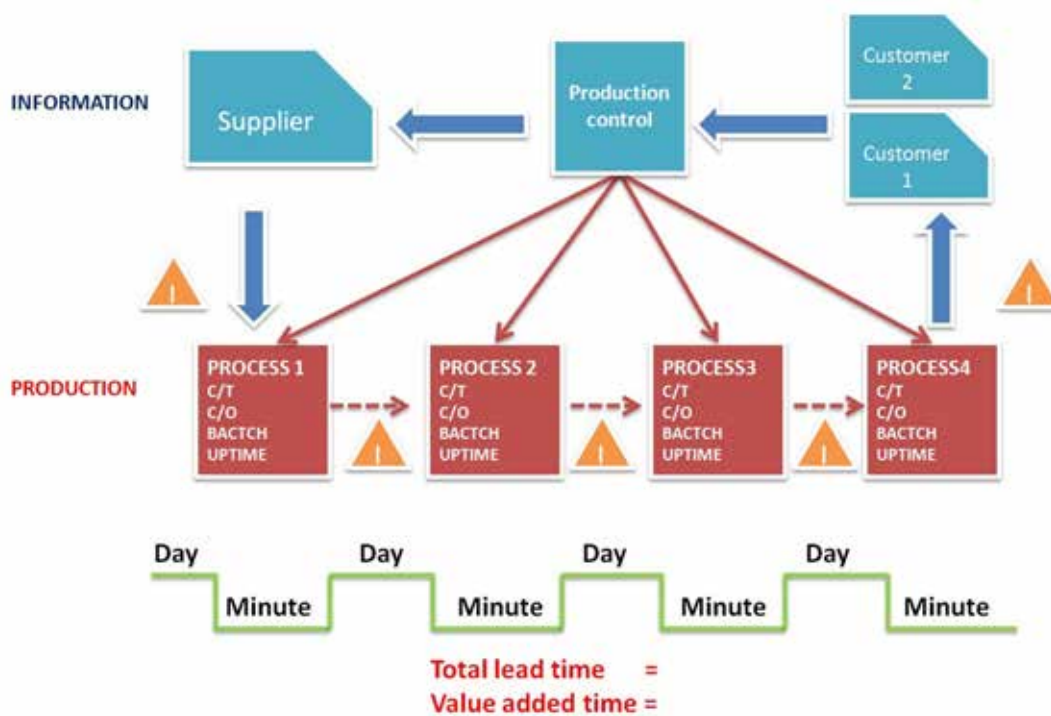 INFORMATION
Supplier
Production
control
Customer
2
Customer
1
I
I
PRODUCTION
PROCESS 1
C/T
C/O
BACTCH
UPTIME
I
PROCESS 2
C/T
C/O
BACTCH
UPTIME
I
PROCESS3
C/T
C/O
BACTCH
UPTIME
I
PROCESS4
C/T
C/O
BACTCH
UPTIME
Day
Minute
Day
Minute
Day
Minute
Day
Minute
Total lead time =
Value added time =